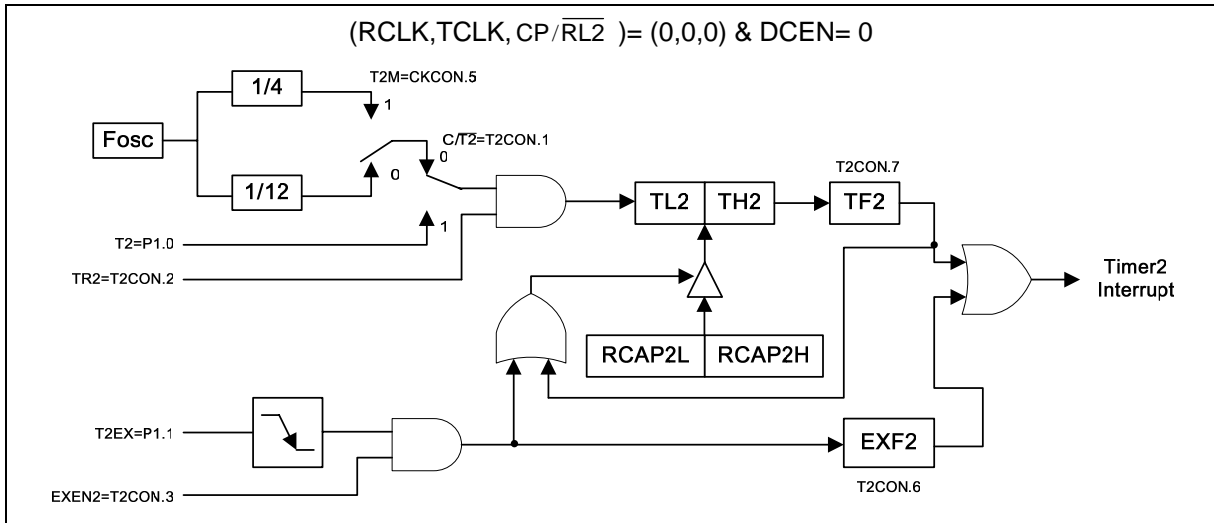 (RCLK,TCLK, CP/R̅L̅2̅ )= (0,0,0) & DCEN= 0
T2M=CKCON.5
1/4
1
Fosc
C/T̅2̅=T2CON.1
0
0
1/12
T2CON.7
TL2 TH2 TF2
1
T2=P1.0
TR2=T2CON.2
Timer2
Interrupt
RCAP2L RCAP2H
T2EX=P1.1
EXF2
EXEN2=T2CON.3
T2CON.6